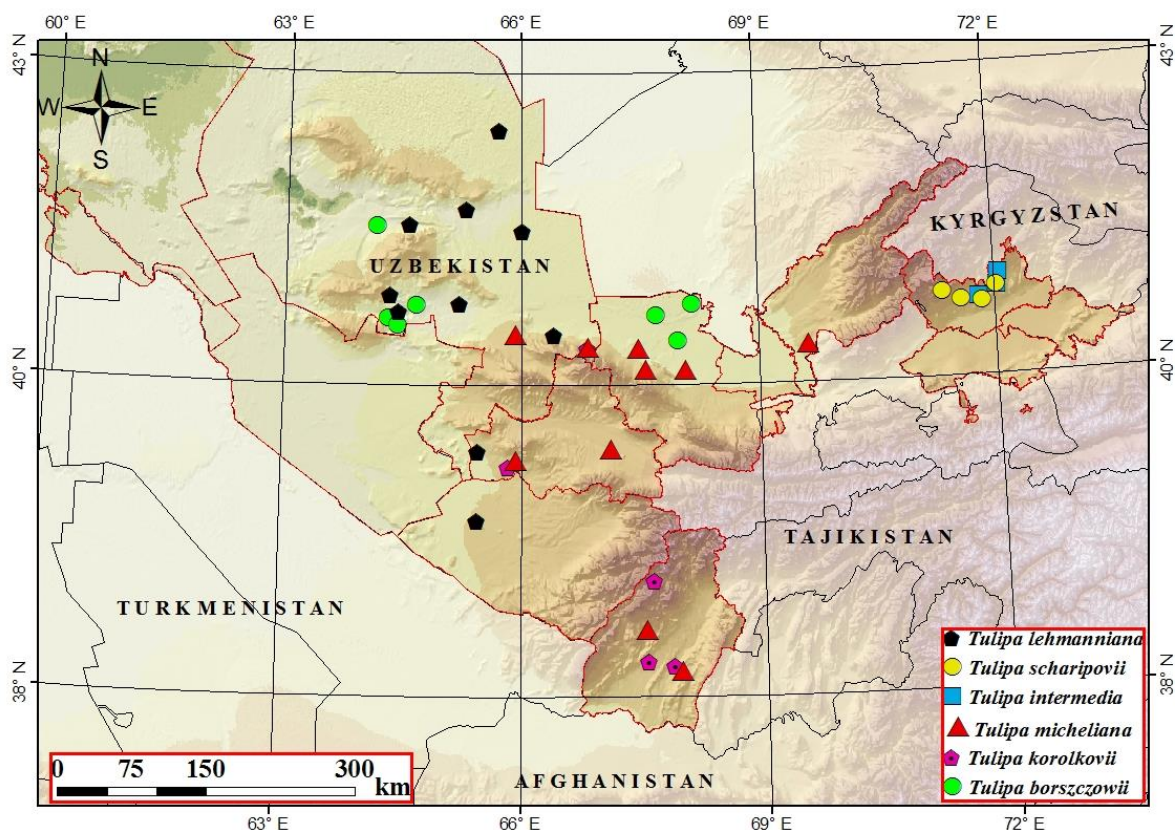 60° E 63° E 66° E 69° E 72° E
43° N 43° N
N
W E
S
KYRGYZSTAN
UZBEKISTAN
40° N 40° N
TAJIKISTAN
TURKMENISTAN
Tulipa lehmanniana
Tulipa scharipovii
38° N 38° N
Tulipa intermedia
Tulipa micheliana
Tulipa korolkovii
Tulipa borszczowii
0 75 150 300
km
AFGHANISTAN
63° E 66° E 69° E 72° E